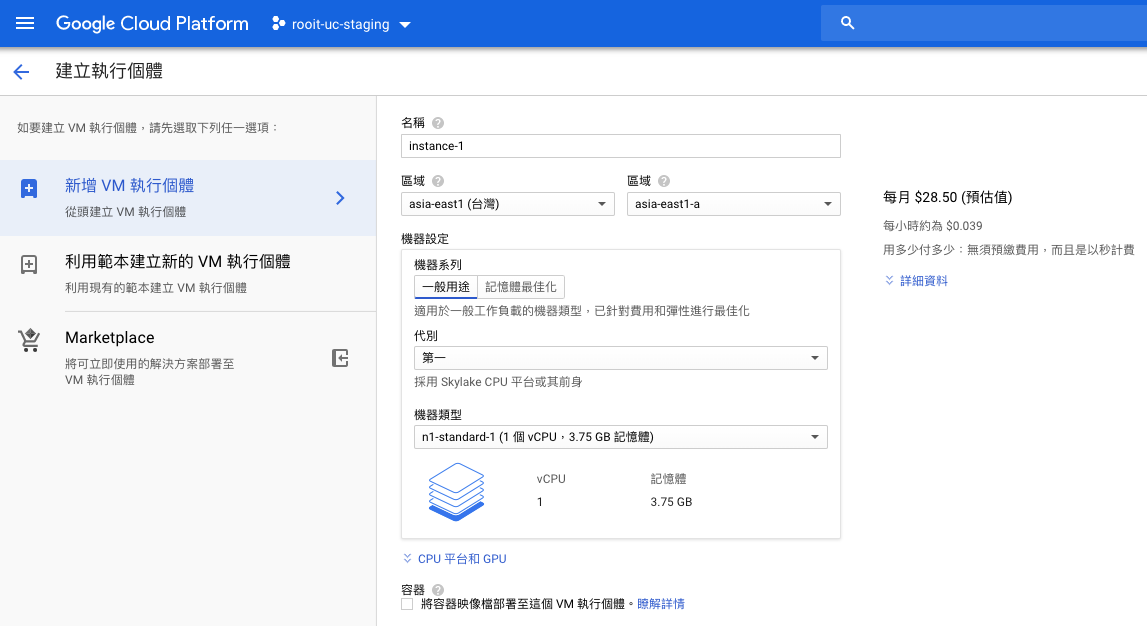 Google Cloud Platform
rooit-uc-staging
建立執行個體
如要建立 VM 執行個體，請先選取下列任一選項：
新增 VM 執行個體
從頭建立 VM 執行個體
利用範本建立新的 VM 執行個體
利用現有的範本建立 VM 執行個體
Marketplace
將可立即使用的解決方案部署至
VM 執行個體
名稱 ?
instance-1
區域 ?
區域 ?
asia-east1 (台灣)
asia-east1-a
機器設定
機器系列
一般用途
記憶體最佳化
適用於一般工作負載的機器類型，已針對費用和彈性進行最佳化
代別
第一
採用 Skylake CPU 平台或其前身
機器類型
n1-standard-1 (1 個 vCPU，3.75 GB 記憶體)
vCPU
記憶體
1
3.75 GB
CPU 平台和 GPU
容器 ?
將容器映像檔部署至這個 VM 執行個體。瞭解詳情
每月 $28.50 (預估值)
每小時約為 $0.039
用多少付多少：無須預繳費用，而且是以秒計費
詳細資料